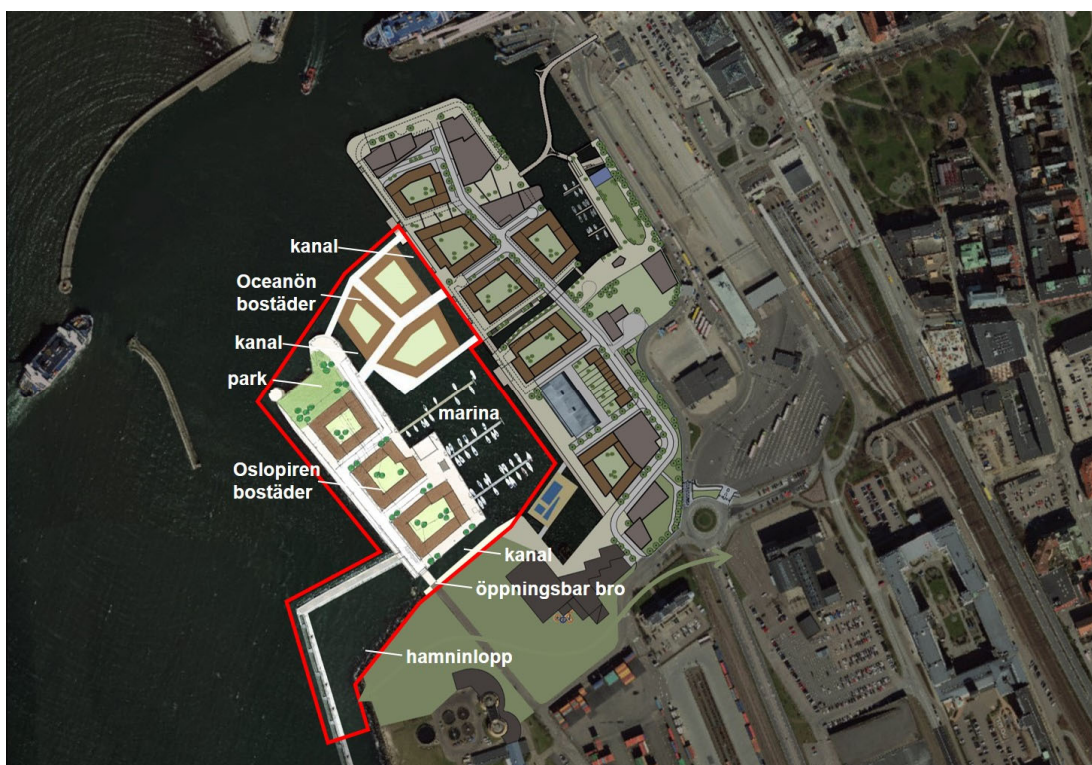 kanal
Oceanön
bostäder
kanal
park
marina
Oslopiren
bostäder
kanal
öppningsbar bro
hamninlopp